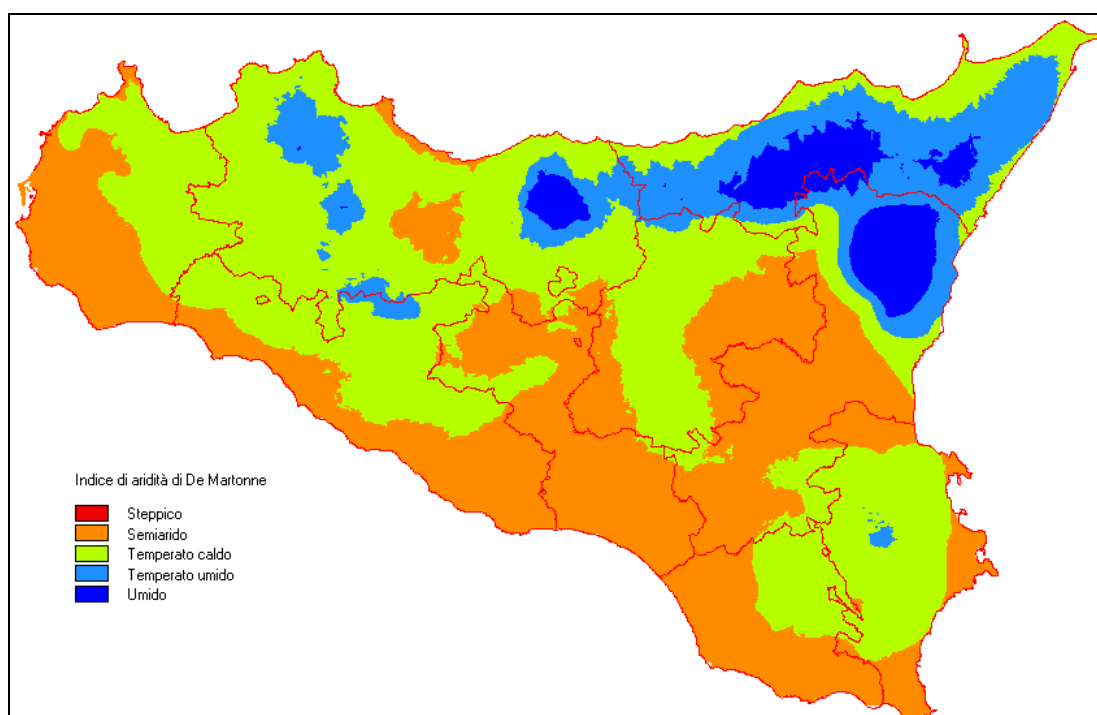 Indice di aridità di De Martonne
Steppico
Semiarido
Temperato caldo
Temperato umido
Umido